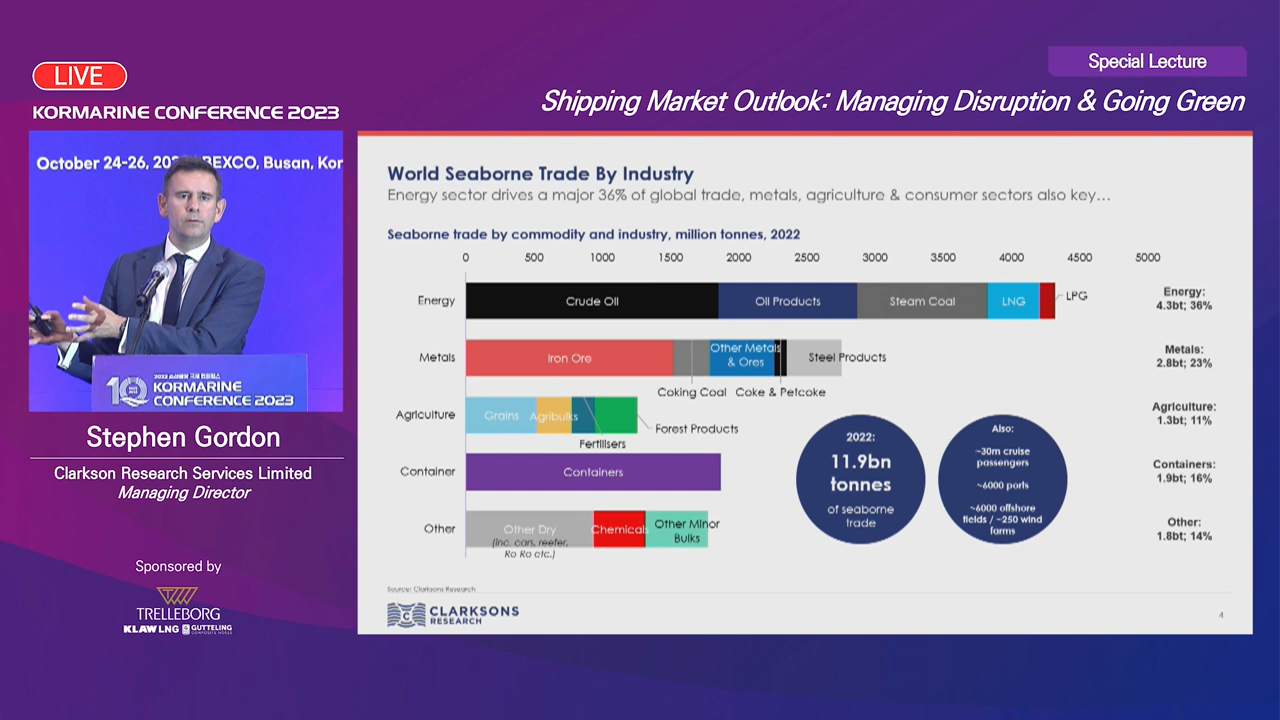 LIVE
KORMARINE CONFERENCE 2023
Special Lecture
Shipping Market Outlook: Managing Disruption & Going Green
October 24-26, 20 BEXCO, Busan, Kor
KORMARINE
CONFERENCE 2023
Stephen Gordon
Clarkson Research Services Limited
Managing Director
Sponsored by
TRELLEBORG
KLAW LNG GUTTELING
World Seaborne Trade By Industry
Energy sector drives a major 36% of global trade, metals, agriculture & consumer sectors also key...
Seaborne trade by commodity and industry, million tonnes, 2022
0 500 1000 1500 2000 2500 3000 3500 4000 4500 5000
Energy Crude Oil Oil Products Steam Coal LNG LPG
Energy:
4.3bt; 36%
Metals Iron Ore Other Metals
& Ores Steel Products
Coking Coal Coke & Petcoke
Metals:
2.8bt; 23%
Agriculture Grains Agribulks Forest Products
Fertilisers
Agriculture:
1.3bt; 11%
Container Containers
Containers:
1.9bt; 16%
Other Other Dry Chemicals Other Minor
Bulks
(inc. cars, reefer,
Ro Ro etc.)
Other:
1.8bt; 14%
2022:
11.9bn
tonnes
of seaborne
trade
Also:
~30m cruise
passengers
~6000 ports
~6000 offshore
fields / ~250 wind
farms
Source: Clarksons Research
CLARKSONS
RESEARCH
4